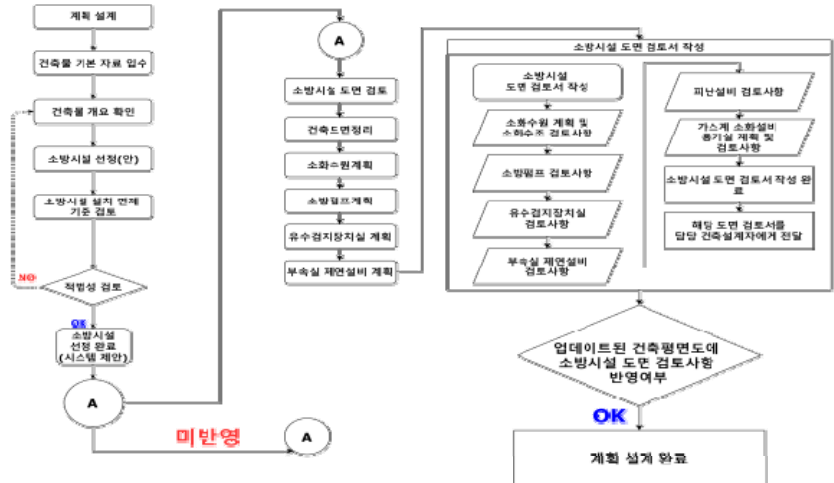 계획 설계
건축물 기본 자료 입수
건축물 개요 확인
소방시설 선정(안)
소방시설 설치 면제
기준 검토
NO
적법성 검토
OK
소방시설
선정 완료
(시스템 제안)
A
미반영
A
A
소방시설 도면 검토
건축도면정리
소화수원계획
소방펌프계획
유수검지장치실 계획
부속실 제연설비 계획
소방시설 도면 검토서 작성
소방시설
도면 검토서 작성
소화수원 계획 및
소화수조 검토사항
소방펌프 검토사항
유수검지장치실
검토사항
부속실 제연설비
검토사항
피난설비 검토사항
가스계 소화설비
용기실 계획 및
검토사항
소방시설 도면 검토서 작성 완
료
해당 도면 검토서를
담당 건축설계자에게 전달
업데이트된 건축평면도에
소방시설 도면 검토사항
반영여부
OK
계획 설계 완료